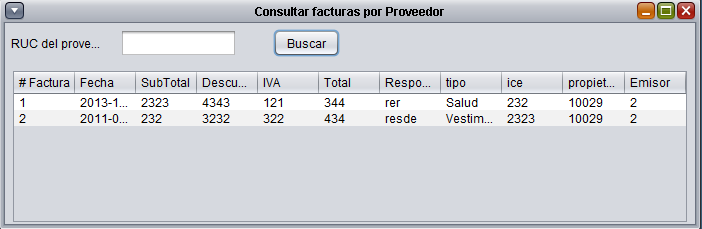 Consultar facturas por Proveedor
RUC del prove... Buscar
# Factura Fecha SubTotal Descu... IVA Total Respo... tipo ice propiet... Emisor
1 2013-1... 2323 4343 121 344 rer Salud 232 10029 2
2 2011-0... 232 3232 322 434 resde Vestim... 2323 10029 2